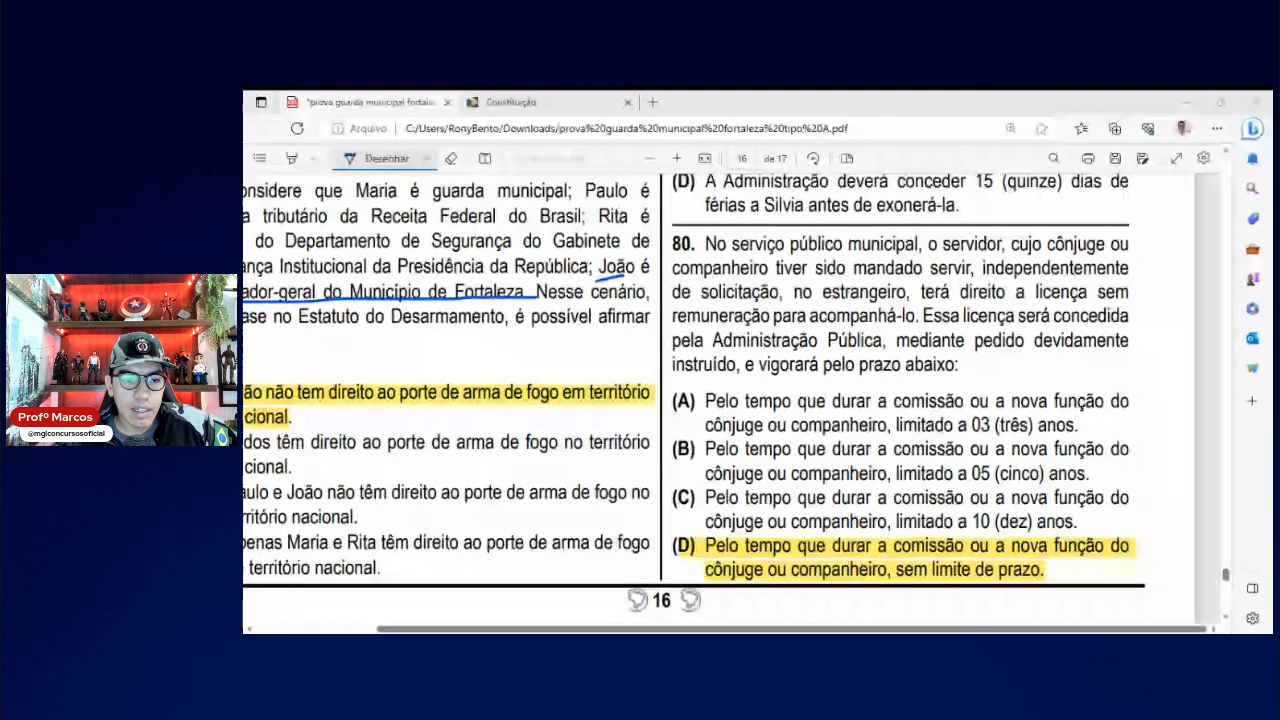 *prova guarda municipal fortale
Constituição
Arquivo
C:/Users/RonyBento/Downloads/prova%20guarda%20municipal%20fortaleza%20tipo%20A.pdf
Desenhar
16
de 17
onsidere que Maria é guarda municipal; Paulo é
a tributário da Receita Federal do Brasil; Rita é
do Departamento de Segurança do Gabinete de
ança Institucional da Presidência da República; João é
ador-geral do Município de Fortaleza. Nesse cenário,
ase no Estatuto do Desarmamento, é possível afirmar
ão não tem direito ao porte de arma de fogo em território
cional.
dos têm direito ao porte de arma de fogo no território
cional.
aulo e João não têm direito ao porte de arma de fogo no
rritório nacional.
penas Maria e Rita têm direito ao porte de arma de fogo
território nacional.
(D) A Administração deverá conceder 15 (quinze) dias de
férias a Silvia antes de exonerá-la.
80. No serviço público municipal, o servidor, cujo cônjuge ou
companheiro tiver sido mandado servir, independentemente
de solicitação, no estrangeiro, terá direito a licença sem
remuneração para acompanhá-lo. Essa licença será concedida
pela Administração Pública, mediante pedido devidamente
instruído, e vigorará pelo prazo abaixo:
(A) Pelo tempo que durar a comissão ou a nova função do
cônjuge ou companheiro, limitado a 03 (três) anos.
(B) Pelo tempo que durar a comissão ou a nova função do
cônjuge ou companheiro, limitado a 05 (cinco) anos.
(C) Pelo tempo que durar a comissão ou a nova função do
cônjuge ou companheiro, limitado a 10 (dez) anos.
(D) Pelo tempo que durar a comissão ou a nova função do
cônjuge ou companheiro, sem limite de prazo.
16
Profº Marcos
@mglconcursosoficial